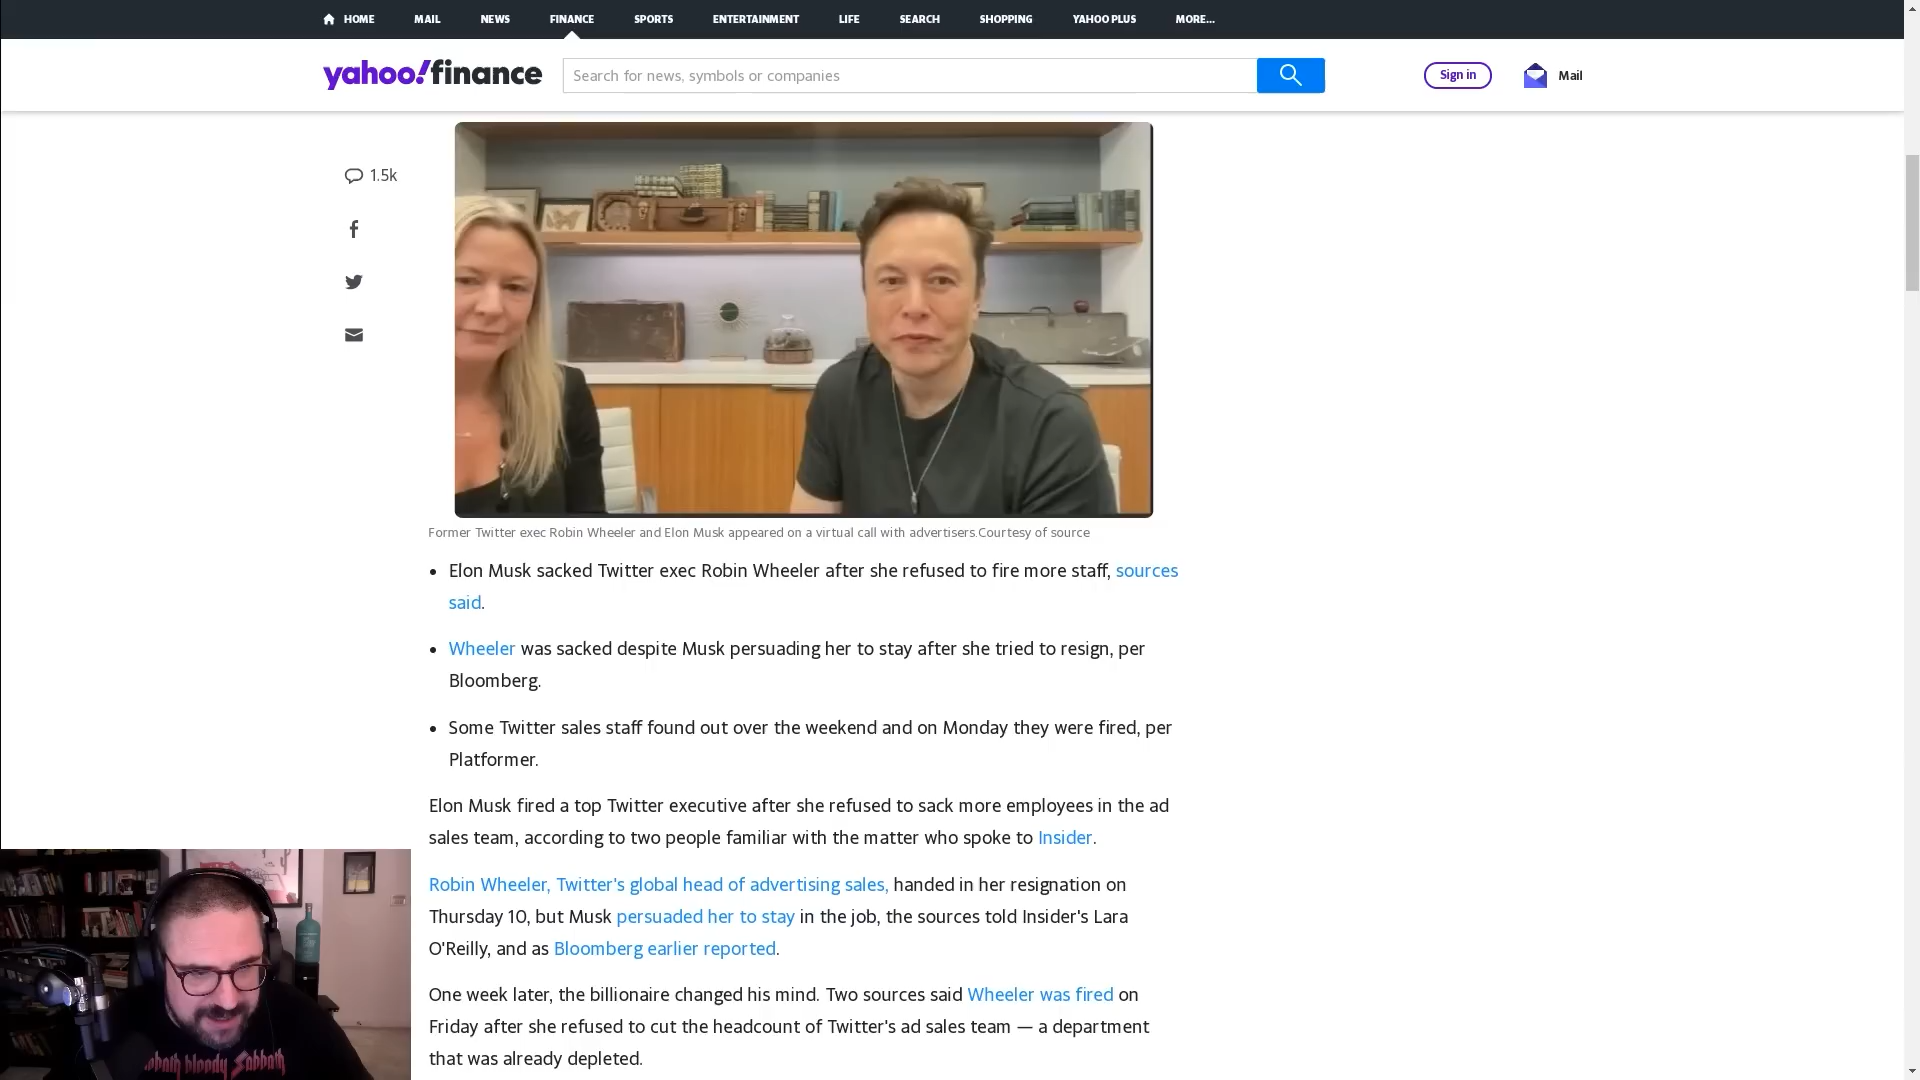 HOME MAIL NEWS FINANCE SPORTS ENTERTAINMENT LIFE SEARCH SHOPPING YAHOO PLUS MORE...
yahoo!finance Search for news, symbols or companies Sign in Mail
1.5k
Former Twitter exec Robin Wheeler and Elon Musk appeared on a virtual call with advertisers.Courtesy of source
• Elon Musk sacked Twitter exec Robin Wheeler after she refused to fire more staff, sources
said.
• Wheeler was sacked despite Musk persuading her to stay after she tried to resign, per
Bloomberg.
• Some Twitter sales staff found out over the weekend and on Monday they were fired, per
Platformer.
Elon Musk fired a top Twitter executive after she refused to sack more employees in the ad
sales team, according to two people familiar with the matter who spoke to Insider.
Robin Wheeler, Twitter's global head of advertising sales, handed in her resignation on
Thursday 10, but Musk persuaded her to stay in the job, the sources told Insider's Lara
O'Reilly, and as Bloomberg earlier reported.
One week later, the billionaire changed his mind. Two sources said Wheeler was fired on
Friday after she refused to cut the headcount of Twitter's ad sales team — a department
that was already depleted.
bloody Sabbath